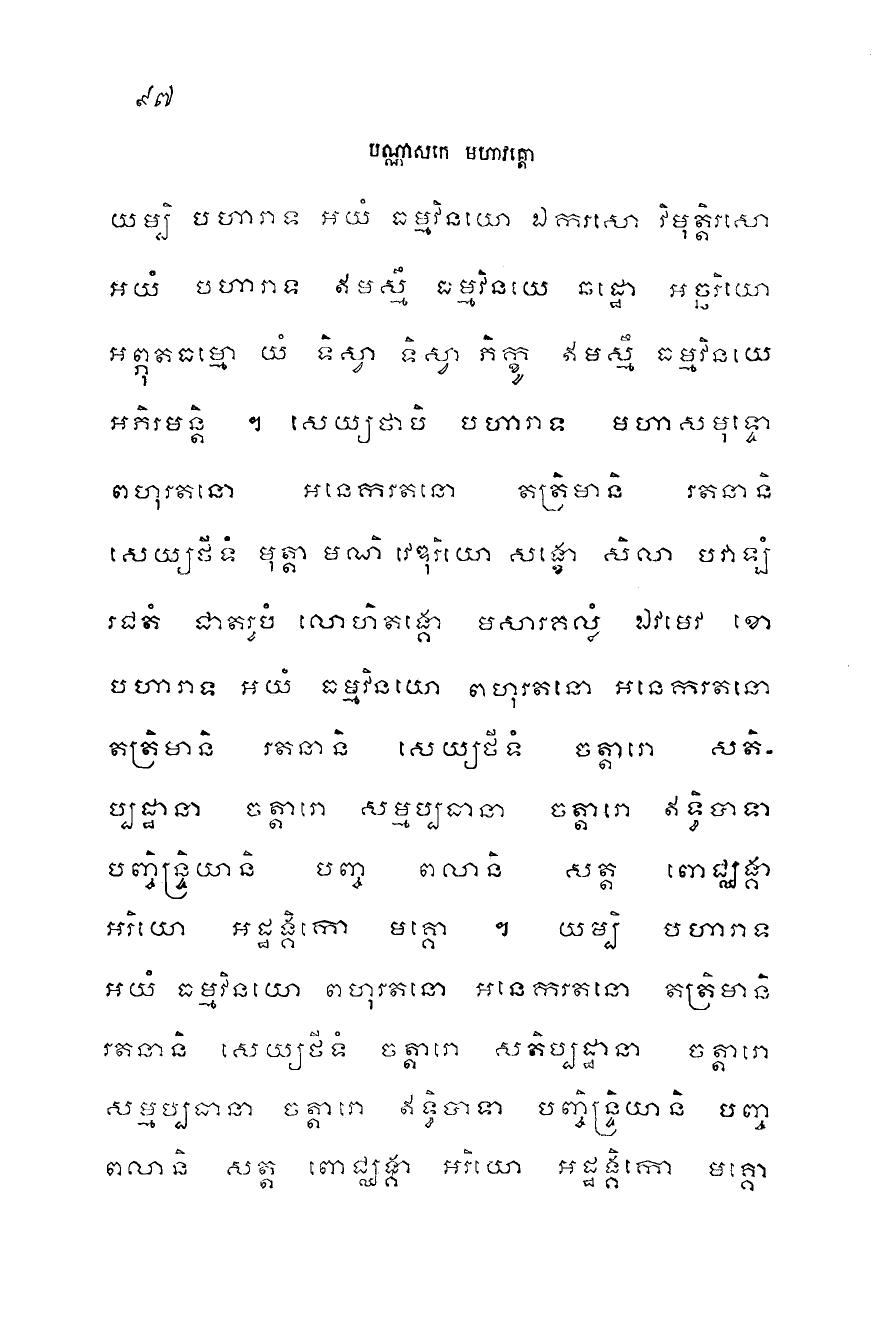 ៩៧
បណ្ណាសកេ មហាវគ្គោ
យម្បិ បហារាទ អយំ ធម្មវិនយោ ឯករសោ វិមុត្តិរសោ
អយំ បហារាទ ឥមស្មឹ ធម្មវិនយេ ឆដ្ឋោ អច្ឆរិយោ
អព្ភុតធម្មោ យំ ទិស្វា ទិស្វា ភិក្ខូ ឥមស្មឹ ធម្មវិនយេ
អភិរមន្តិ ។ សេយ្យថាបិ បហារាទ មហាសមុទ្ទោ
ពហុរតនោ អនេករតនោ តត្រិមានិ រតនានិ
សេយ្យថីទំ មុត្តា មណិ វេឌុរិយោ សង្ខោ សិលា បវាឡំ
រជតំ ជាតរូបំ លោហិតង្កោ មសារគល្លំ ឯវមេវ ខោ
បហារាទ អយំ ធម្មវិនយោ ពហុរតនោ អនេករតនោ
តត្រិមានិ រតនានិ សេយ្យថីទំ ចត្តារោ សតិ-
ប្បដ្ឋានា ចត្តារោ សម្មប្បធានា ចត្តារោ ឥទ្ធិបាទា
បញ្ចិន្ទ្រិយានិ បញ្ច ពលានិ សត្ត ពោជ្ឈង្គា
អរិយោ អដ្ឋង្គិកោ មគ្គោ ។ យម្បិ បហារាទ
អយំ ធម្មវិនយោ ពហុរតនោ អនេករតនោ តត្រិមានិ
រតនានិ សេយ្យថីទំ ចត្តារោ សតិប្បដ្ឋានា ចត្តារោ
សម្មប្បធានា ចត្តារោ ឥទ្ធិបាទា បញ្ចិន្ទ្រិយានិ បញ្ច
ពលានិ សត្ត ពោជ្ឈង្គា អរិយោ អដ្ឋង្គិកោ មគ្គោ